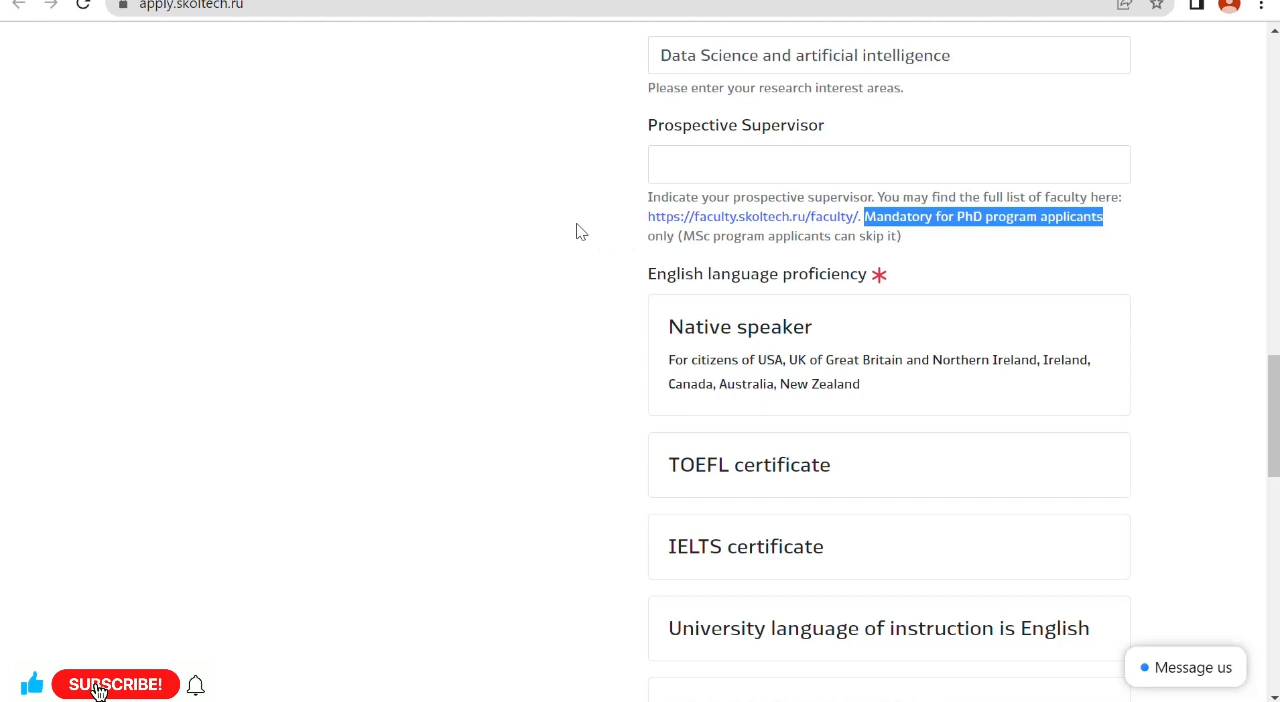 apply.skoltech.ru
Data Science and artificial intelligence
Please enter your research interest areas.
Prospective Supervisor
Indicate your prospective supervisor. You may find the full list of faculty here:
https://faculty.skoltech.ru/faculty/. Mandatory for PhD program applicants
only (MSc program applicants can skip it)
English language proficiency *
Native speaker
For citizens of USA, UK of Great Britain and Northern Ireland, Ireland,
Canada, Australia, New Zealand
TOEFL certificate
IELTS certificate
University language of instruction is English
Message us
SUBSCRIBE!